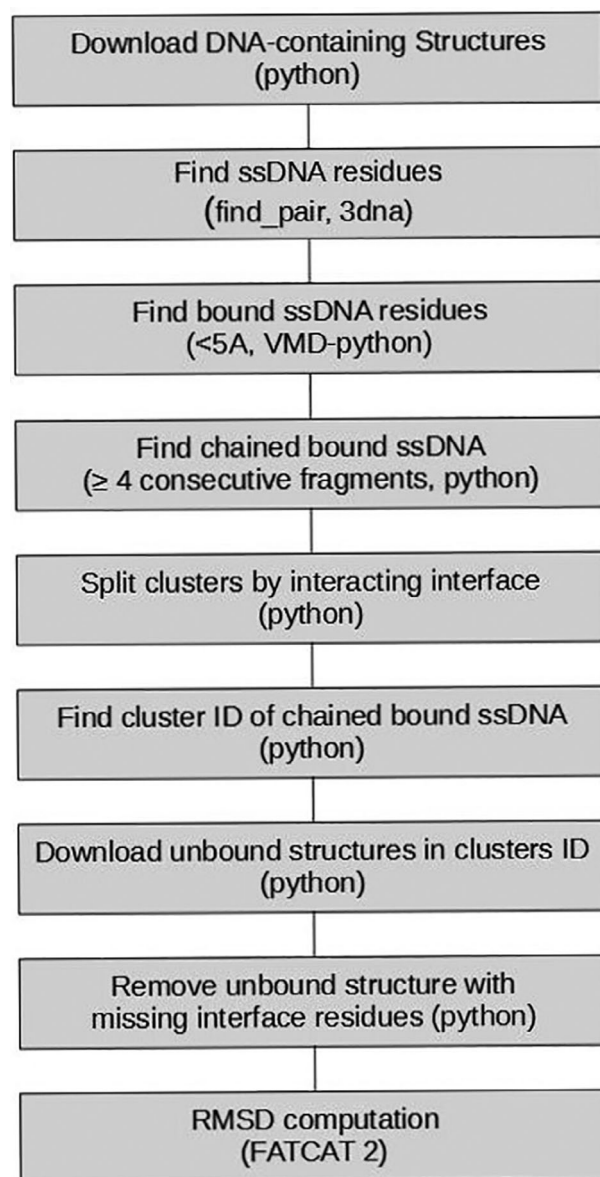 Download DNA-containing Structures
(python)
Find ssDNA residues
(find_pair, 3dna)
Find bound ssDNA residues
(<5A, VMD-python)
Find chained bound ssDNA
(≥ 4 consecutive fragments, python)
Split clusters by interacting interface
(python)
Find cluster ID of chained bound ssDNA
(python)
Download unbound structures in clusters ID
(python)
Remove unbound structure with
missing interface residues (python)
RMSD computation
(FATCAT 2)